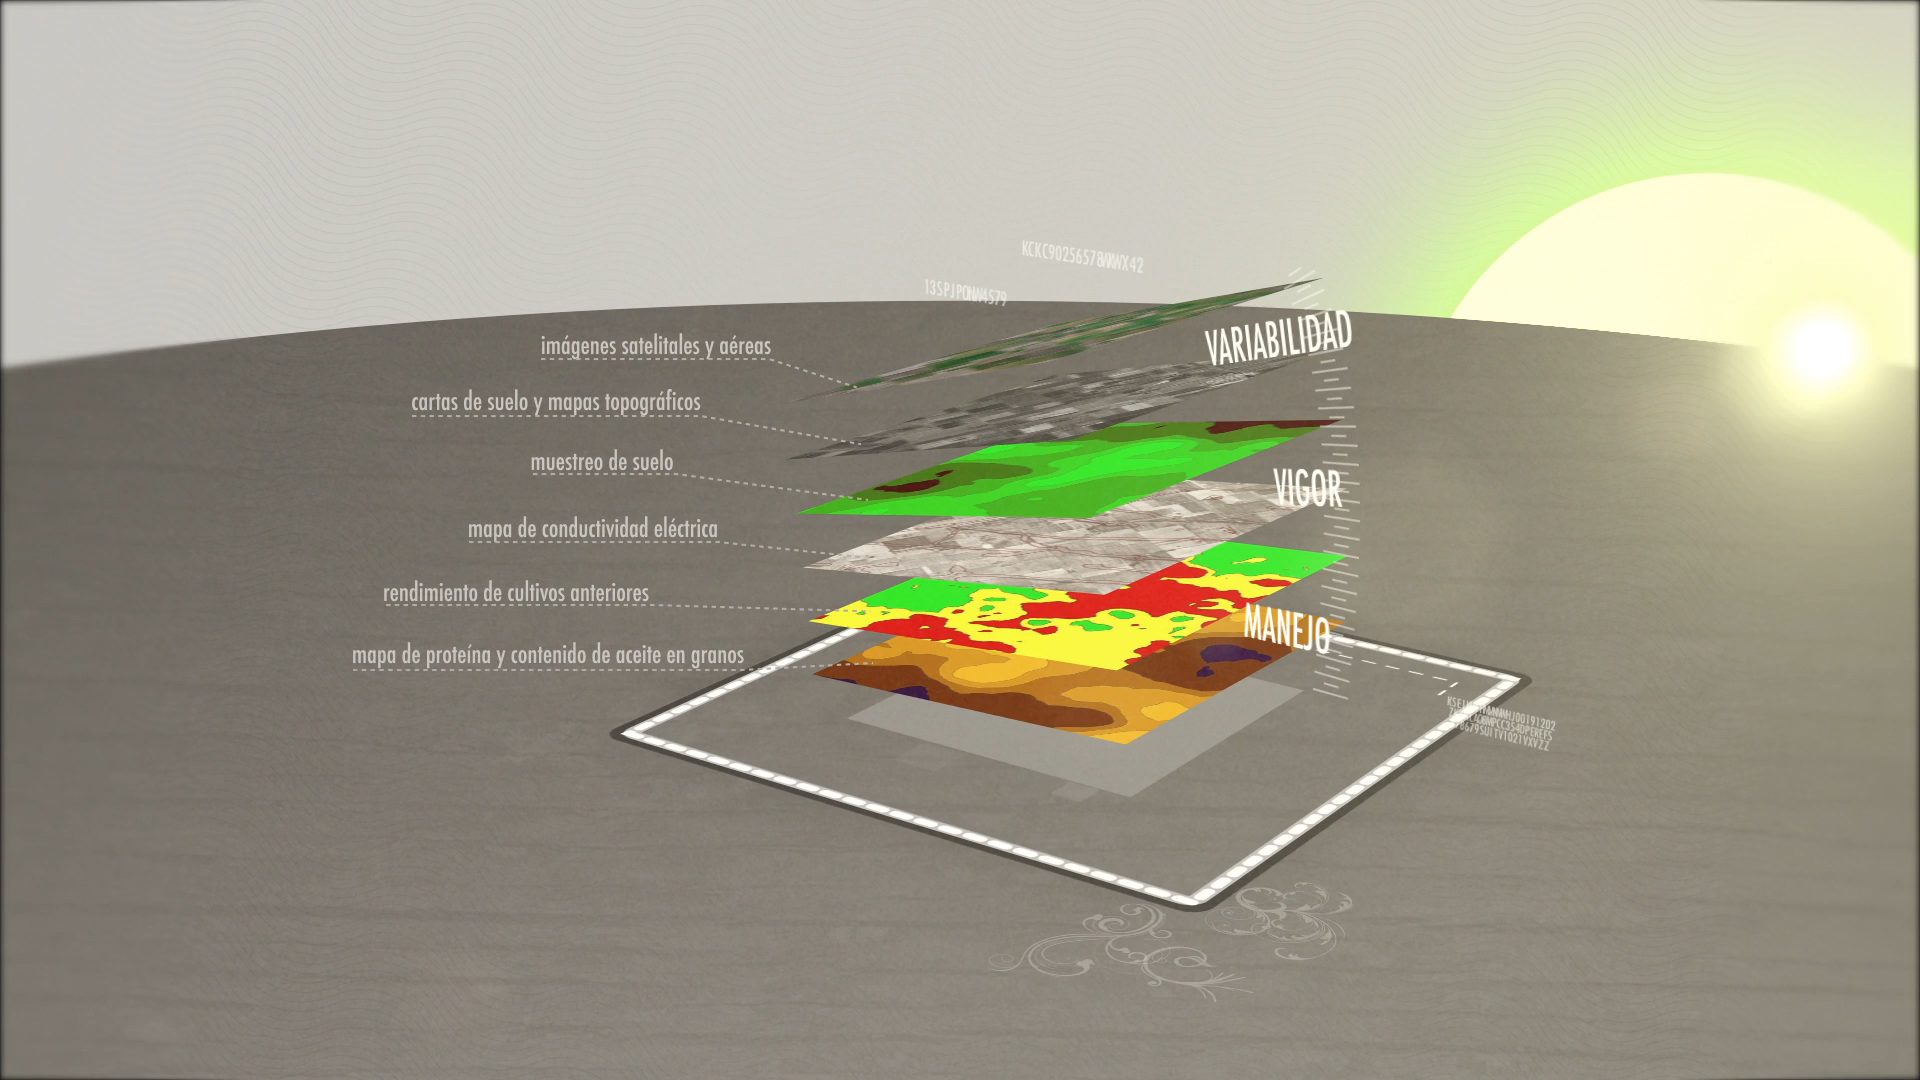 imágenes satelitales y aéreas
cartas de suelo y mapas topográficos
muestreo de suelo
mapa de conductividad eléctrica
rendimiento de cultivos anteriores
mapa de proteína y contenido de aceite en granos
VARIABILIDAD
VIGOR
MANEJO